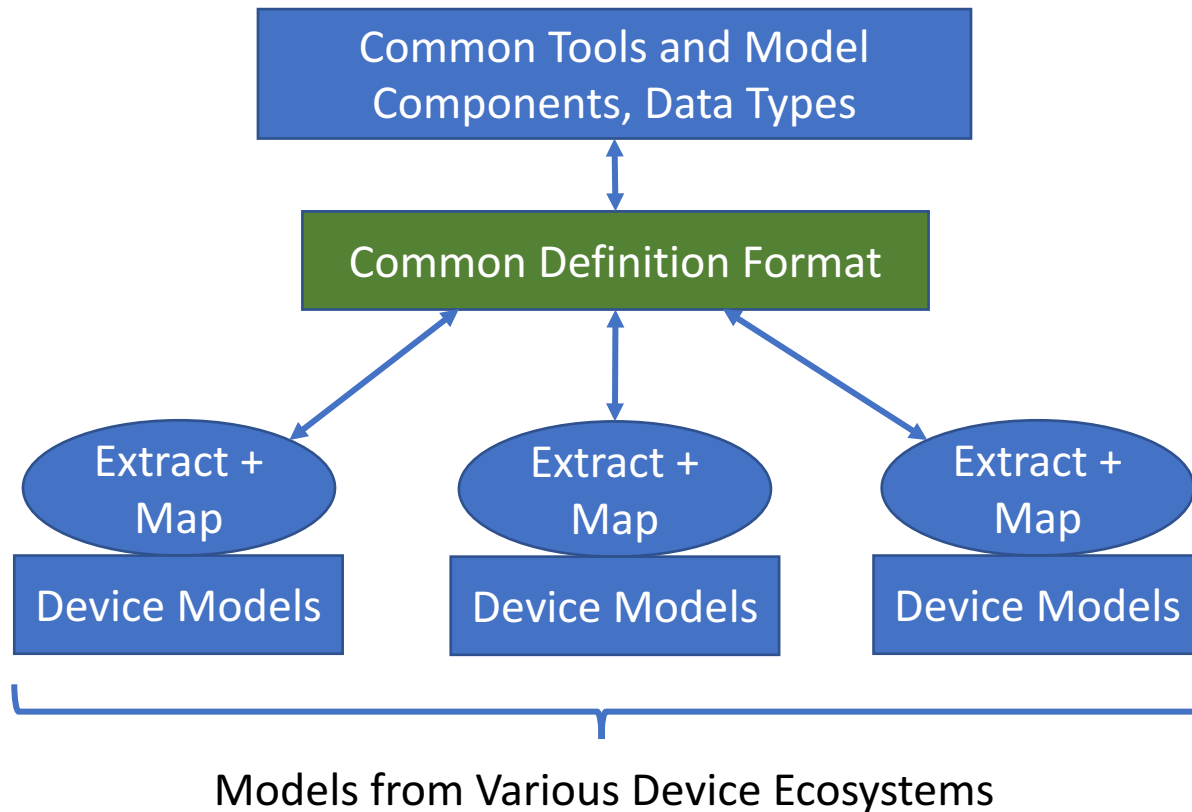 Common Tools and Model
Components, Data Types
Common Definition Format
Extract +
Map
Extract +
Map
Extract +
Map
Device Models
Device Models
Device Models
Models from Various Device Ecosystems